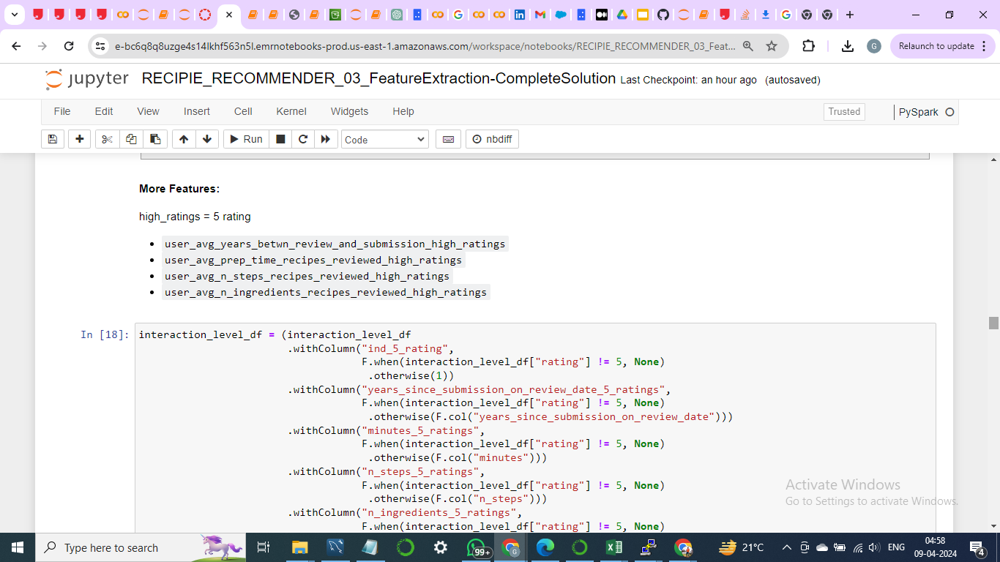 G
Relaunch to update
e-bc6q8q8uzge4s14lkhf563n5l.emrnotebooks-prod.us-east-1.amazonaws.com/workspace/notebooks/RECIPIE_RECOMMENDER_03_Feat...
jupyter RECIPIE_RECOMMENDER_03_FeatureExtraction-CompleteSolution Last Checkpoint: an hour ago (autosaved)
File Edit View Insert Cell Kernel Widgets Help Trusted PySpark
Run Code nbdiff
More Features:
high_ratings = 5 rating
user_avg_years_betwn_review_and_submission_high_ratings
user_avg_prep_time_recipes_reviewed_high_ratings
user_avg_n_steps_recipes_reviewed_high_ratings
user_avg_n_ingredients_recipes_reviewed_high_ratings
In [18]: interaction_level_df = (interaction_level_df
.withColumn("ind_5_rating",
F.when(interaction_level_df["rating"] != 5, None)
.otherwise(1))
.withColumn("years_since_submission_on_review_date_5_ratings",
F.when(interaction_level_df["rating"] != 5, None)
.otherwise(F.col("years_since_submission_on_review_date")))
.withColumn("minutes_5_ratings",
F.when(interaction_level_df["rating"] != 5, None)
.otherwise(F.col("minutes")))
.withColumn("n_steps_5_ratings",
F.when(interaction_level_df["rating"] != 5, None)
.otherwise(F.col("n_steps")))
.withColumn("n_ingredients_5_ratings",
F.when(interaction_level_df["rating"] != 5, None)
Activate Windows
Go to Settings to activate Windows.
Type here to search
99+
21°C
ENG
04:58
09-04-2024
4